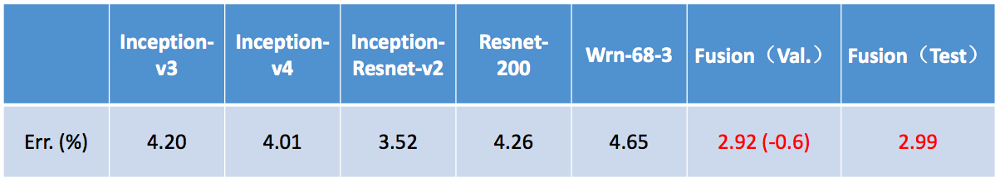 Inception-
v3
Inception-
v4
Inception-
Resnet-v2
Resnet-
200
Wrn-68-3
Fusion（Val.）
Fusion（Test）
Err. (%)
4.20
4.01
3.52
4.26
4.65
2.92 (-0.6)
2.99